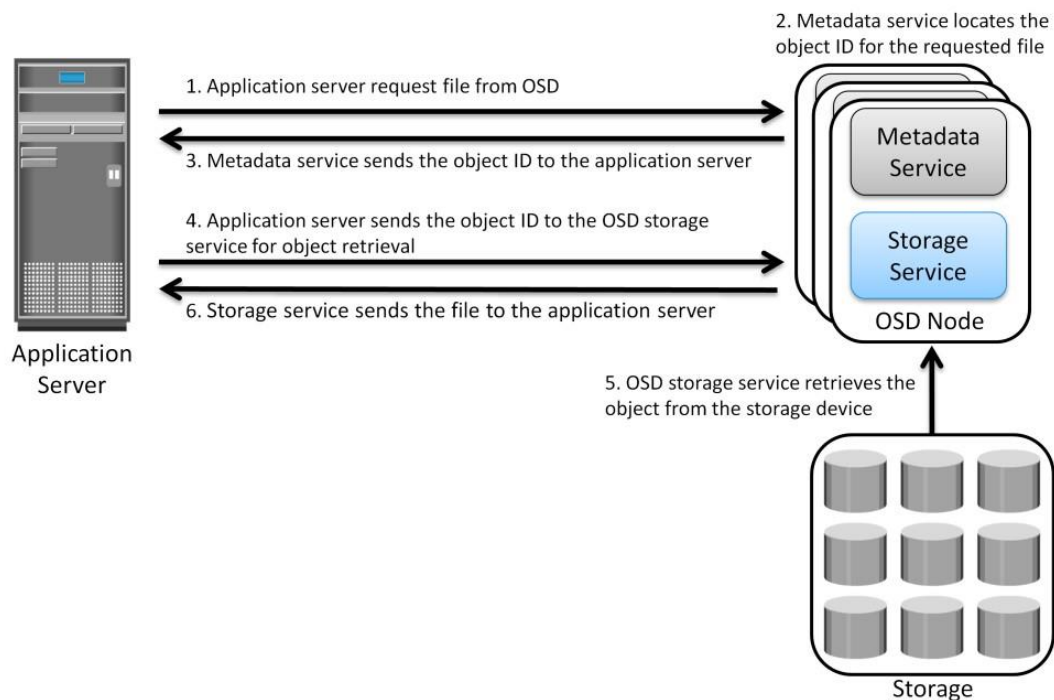 2. Metadata service locates the
object ID for the requested file
1. Application server request file from OSD
3. Metadata service sends the object ID to the application server
4. Application server sends the object ID to the OSD storage
service for object retrieval
6. Storage service sends the file to the application server
Metadata
Service
Storage
Service
OSD Node
Application
Server
5. OSD storage service retrieves the
object from the storage device
Storage